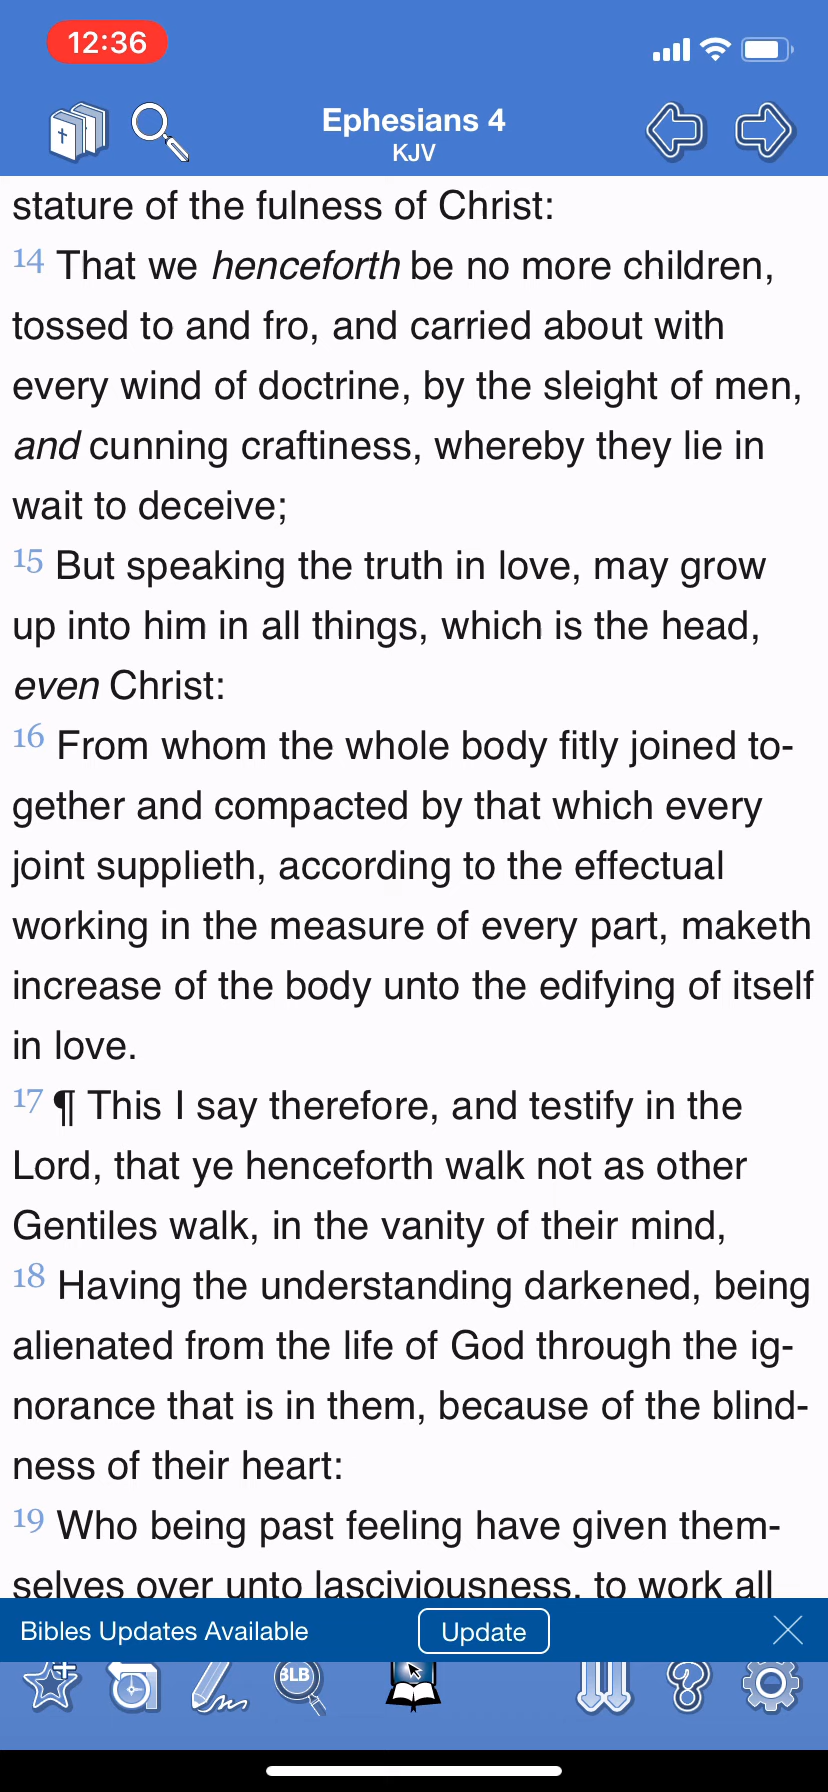 12:36
Ephesians 4
KJV
stature of the fulness of Christ:
14 That we henceforth be no more children,
tossed to and fro, and carried about with
every wind of doctrine, by the sleight of men,
and cunning craftiness, whereby they lie in
wait to deceive;
15 But speaking the truth in love, may grow
up into him in all things, which is the head,
even Christ:
16 From whom the whole body fitly joined to-
gether and compacted by that which every
joint supplieth, according to the effectual
working in the measure of every part, maketh
increase of the body unto the edifying of itself
in love.
17 ¶ This I say therefore, and testify in the
Lord, that ye henceforth walk not as other
Gentiles walk, in the vanity of their mind,
18 Having the understanding darkened, being
alienated from the life of God through the ig-
norance that is in them, because of the blind-
ness of their heart:
19 Who being past feeling have given them-
selves over unto lasciviousness, to work all
Bibles Updates Available
Update
BLB